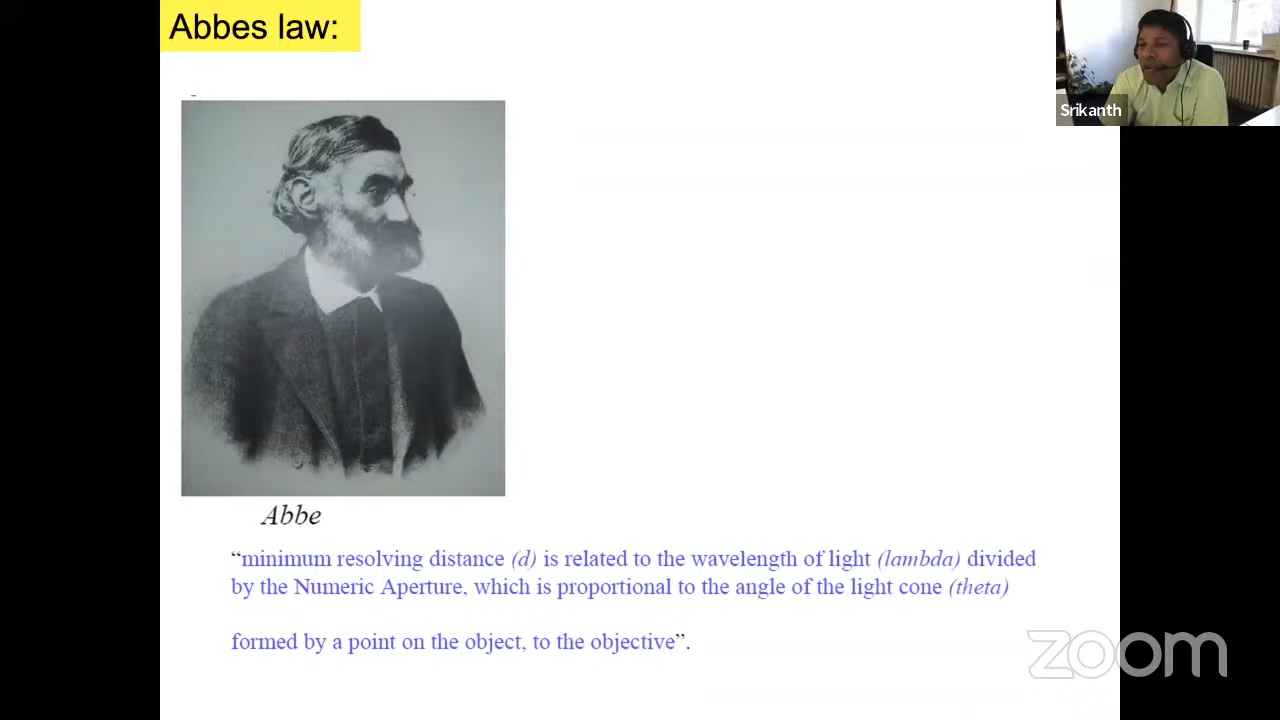 Abbes law:
Srikanth
Abbe
“minimum resolving distance (d) is related to the wavelength of light (lambda) divided
by the Numeric Aperture, which is proportional to the angle of the light cone (theta)
formed by a point on the object, to the objective”.
zoom